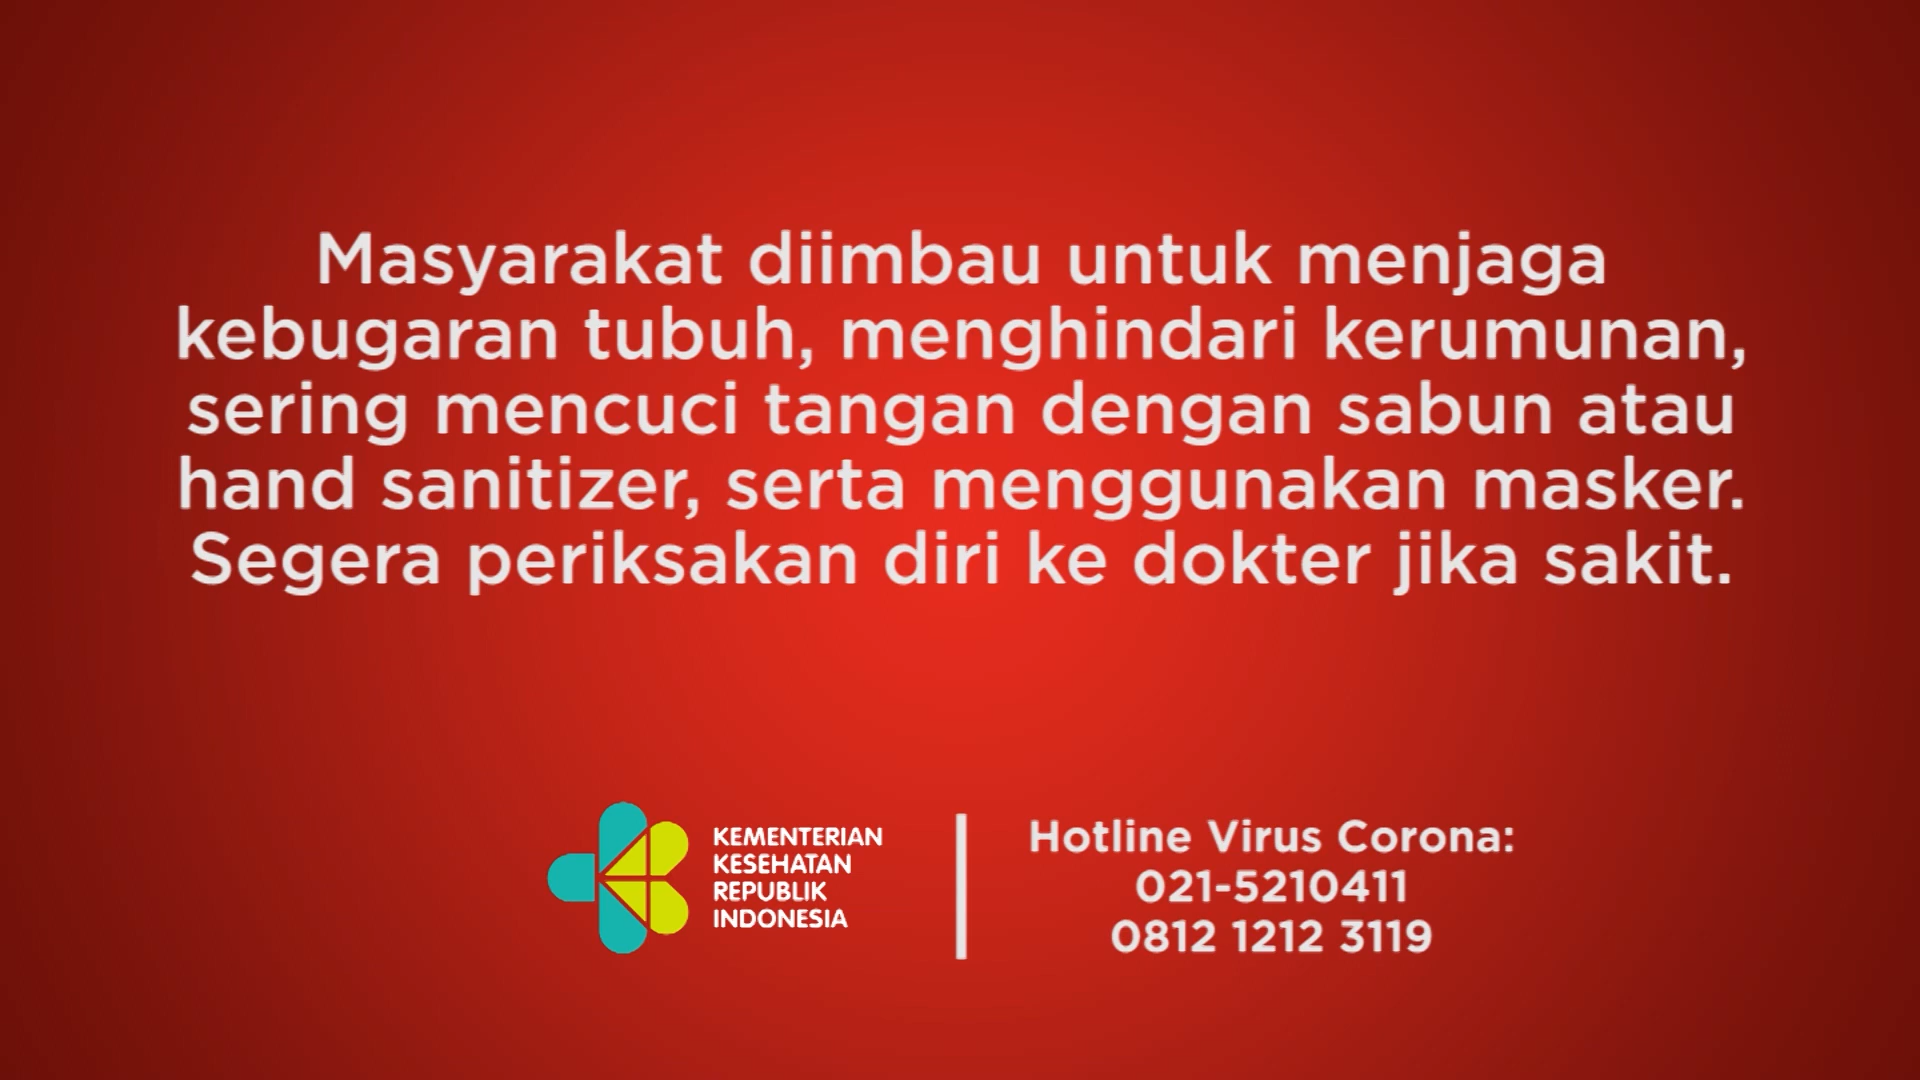 Masyarakat diimbau untuk menjaga
kebugaran tubuh, menghindari kerumunan,
sering mencuci tangan dengan sabun atau
hand sanitizer, serta menggunakan masker.
Segera periksakan diri ke dokter jika sakit.
KEMENTERIAN
KESEHATAN
REPUBLIK
INDONESIA
Hotline Virus Corona:
021-5210411
0812 1212 3119